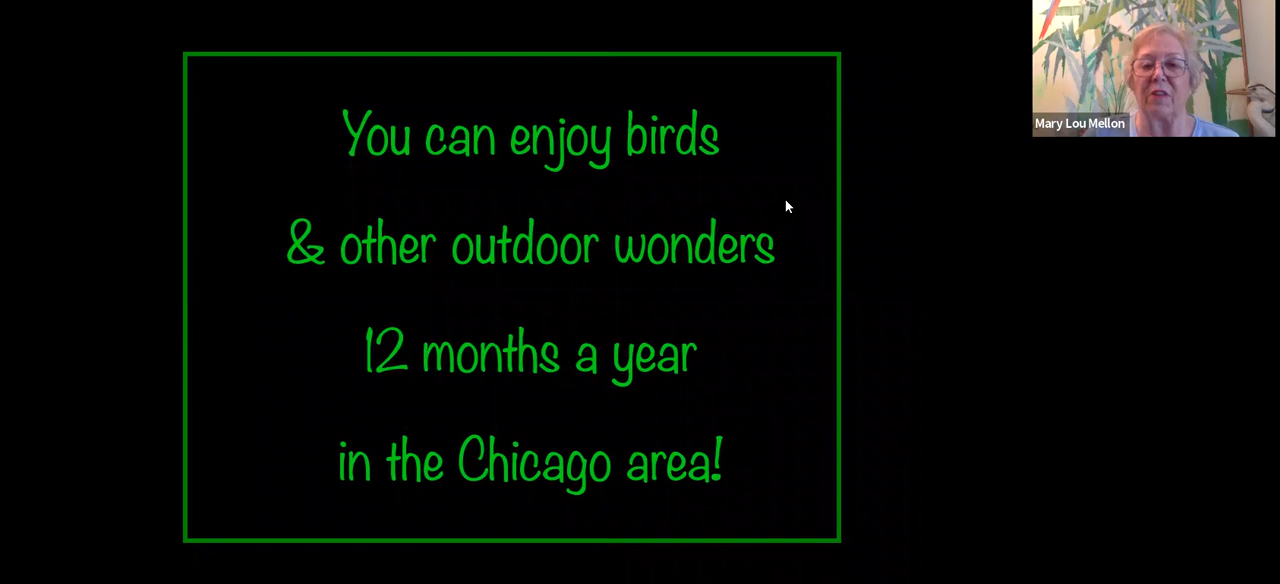 You can enjoy birds
& other outdoor wonders
12 months a year
in the Chicago area!
Mary Lou Mellon